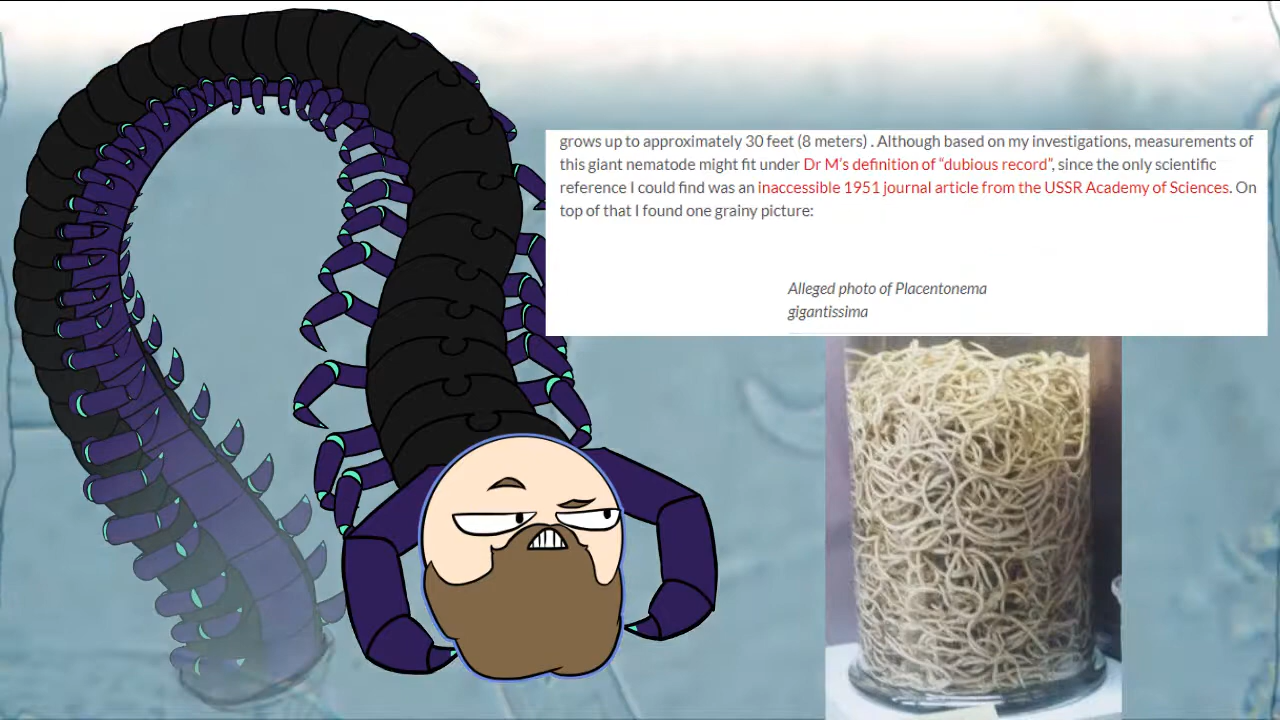 grows up to approximately 30 feet (8 meters) . Although based on my investigations, measurements of
this giant nematode might fit under Dr M's definition of “dubious record”, since the only scientific
reference I could find was an inaccessible 1951 journal article from the USSR Academy of Sciences. On
top of that I found one grainy picture:
Alleged photo of Placentonema
gigantissima